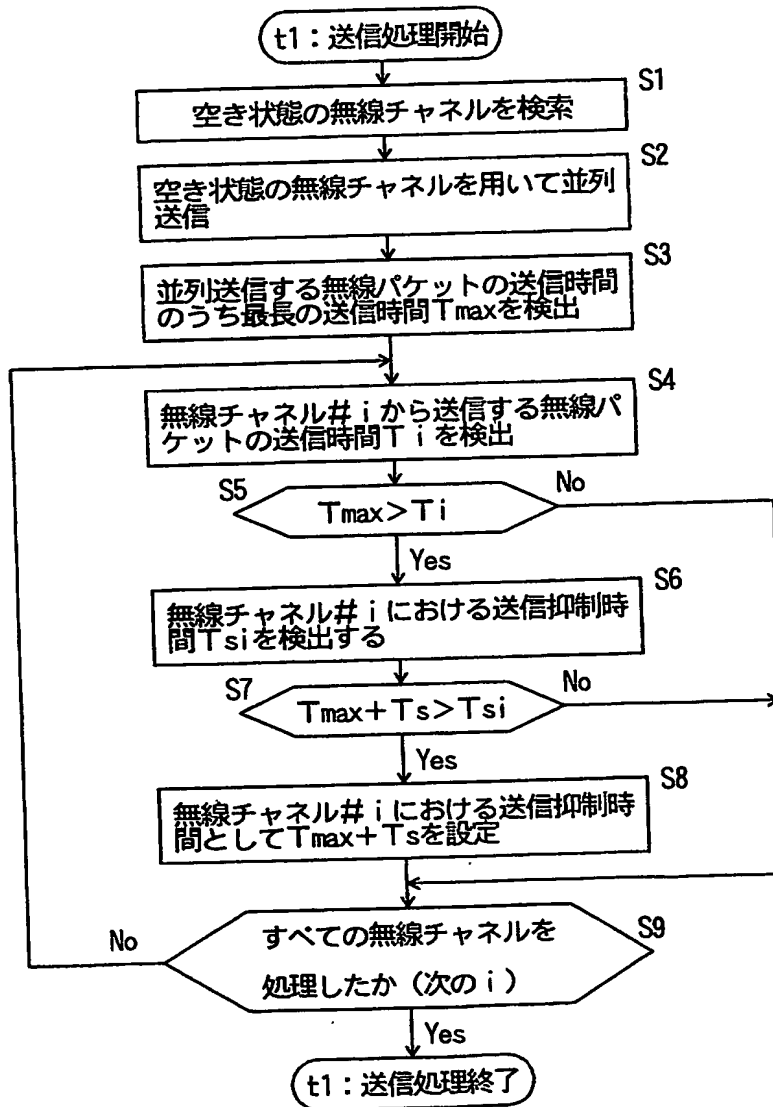 t1：送信処理開始
S1
空き状態の無線チャネルを検索
S2
空き状態の無線チャネルを用いて並列
送信
S3
並列送信する無線パケットの送信時間
のうち最長の送信時間Tmaxを検出
S4
無線チャネル＃ｉから送信する無線パ
ケットの送信時間Tｉを検出
S5
Tmax＞Tｉ
No
Yes
S6
無線チャネル＃ｉにおける送信抑制時
間Tsiを検出する
S7
Tmax＋Ts＞Tsi
No
Yes
S8
無線チャネル＃ｉにおける送信抑制時
間としてTmax＋Tsを設定
S9
すべての無線チャネルを
処理したか（次のｉ）
No
Yes
t1：送信処理終了